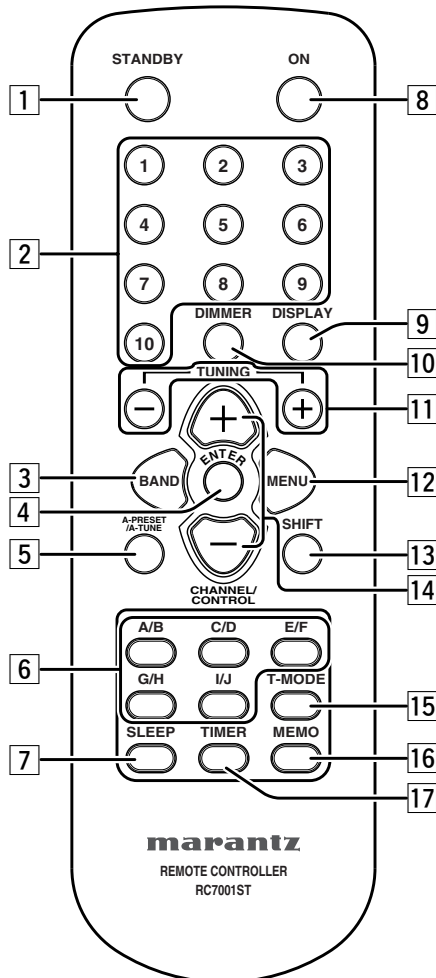 STANDBY ON
1 8
1 2 3
4 5 6
2
7 8 9
DIMMER DISPLAY
9
10
10
TUNING
− +
11
+
3 BAND ENTER MENU 12
4
A-PRESET
/A-TUNE
SHIFT
5 − 13
CHANNEL/
CONTROL
14
A/B C/D E/F
6
G/H I/J T-MODE
15
SLEEP TIMER MEMO
7 16
17
marantz
REMOTE CONTROLLER
RC7001ST